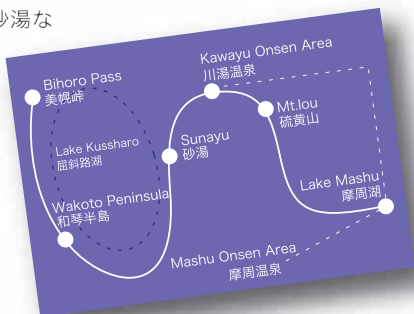 砂湯な
Kawayu Onsen Area
川湯温泉
Bihoro Pass
美幌峠
Mt.Iou
硫黄山
Lake Kussharo
屈斜路湖
Sunayu
砂湯
Lake Mashu
摩周湖
Wakoto Peninsula
和琴半島
Mashu Onsen Area
摩周温泉